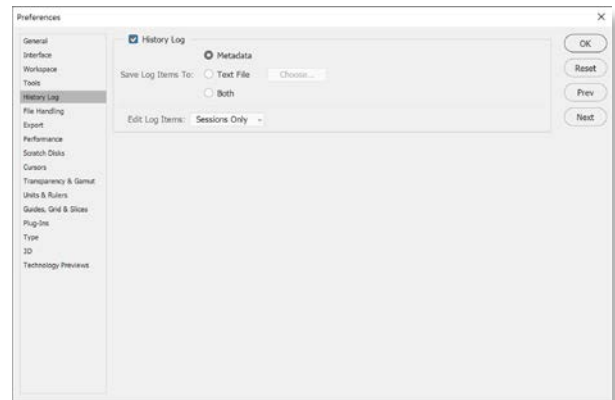 Preferences
General
Interface
Workspace
Tools
History Log
File Handling
Export
Performance
Scratch Disks
Cursors
Transparency & Gamut
Units & Rulers
Guides, Grid & Slices
Plug-Ins
Type
3D
Technology Previews
History Log
Save Log Items To:
Metadata
Text File
Choose...
Both
Edit Log Items: Sessions Only
OK
Reset
Prev
Next